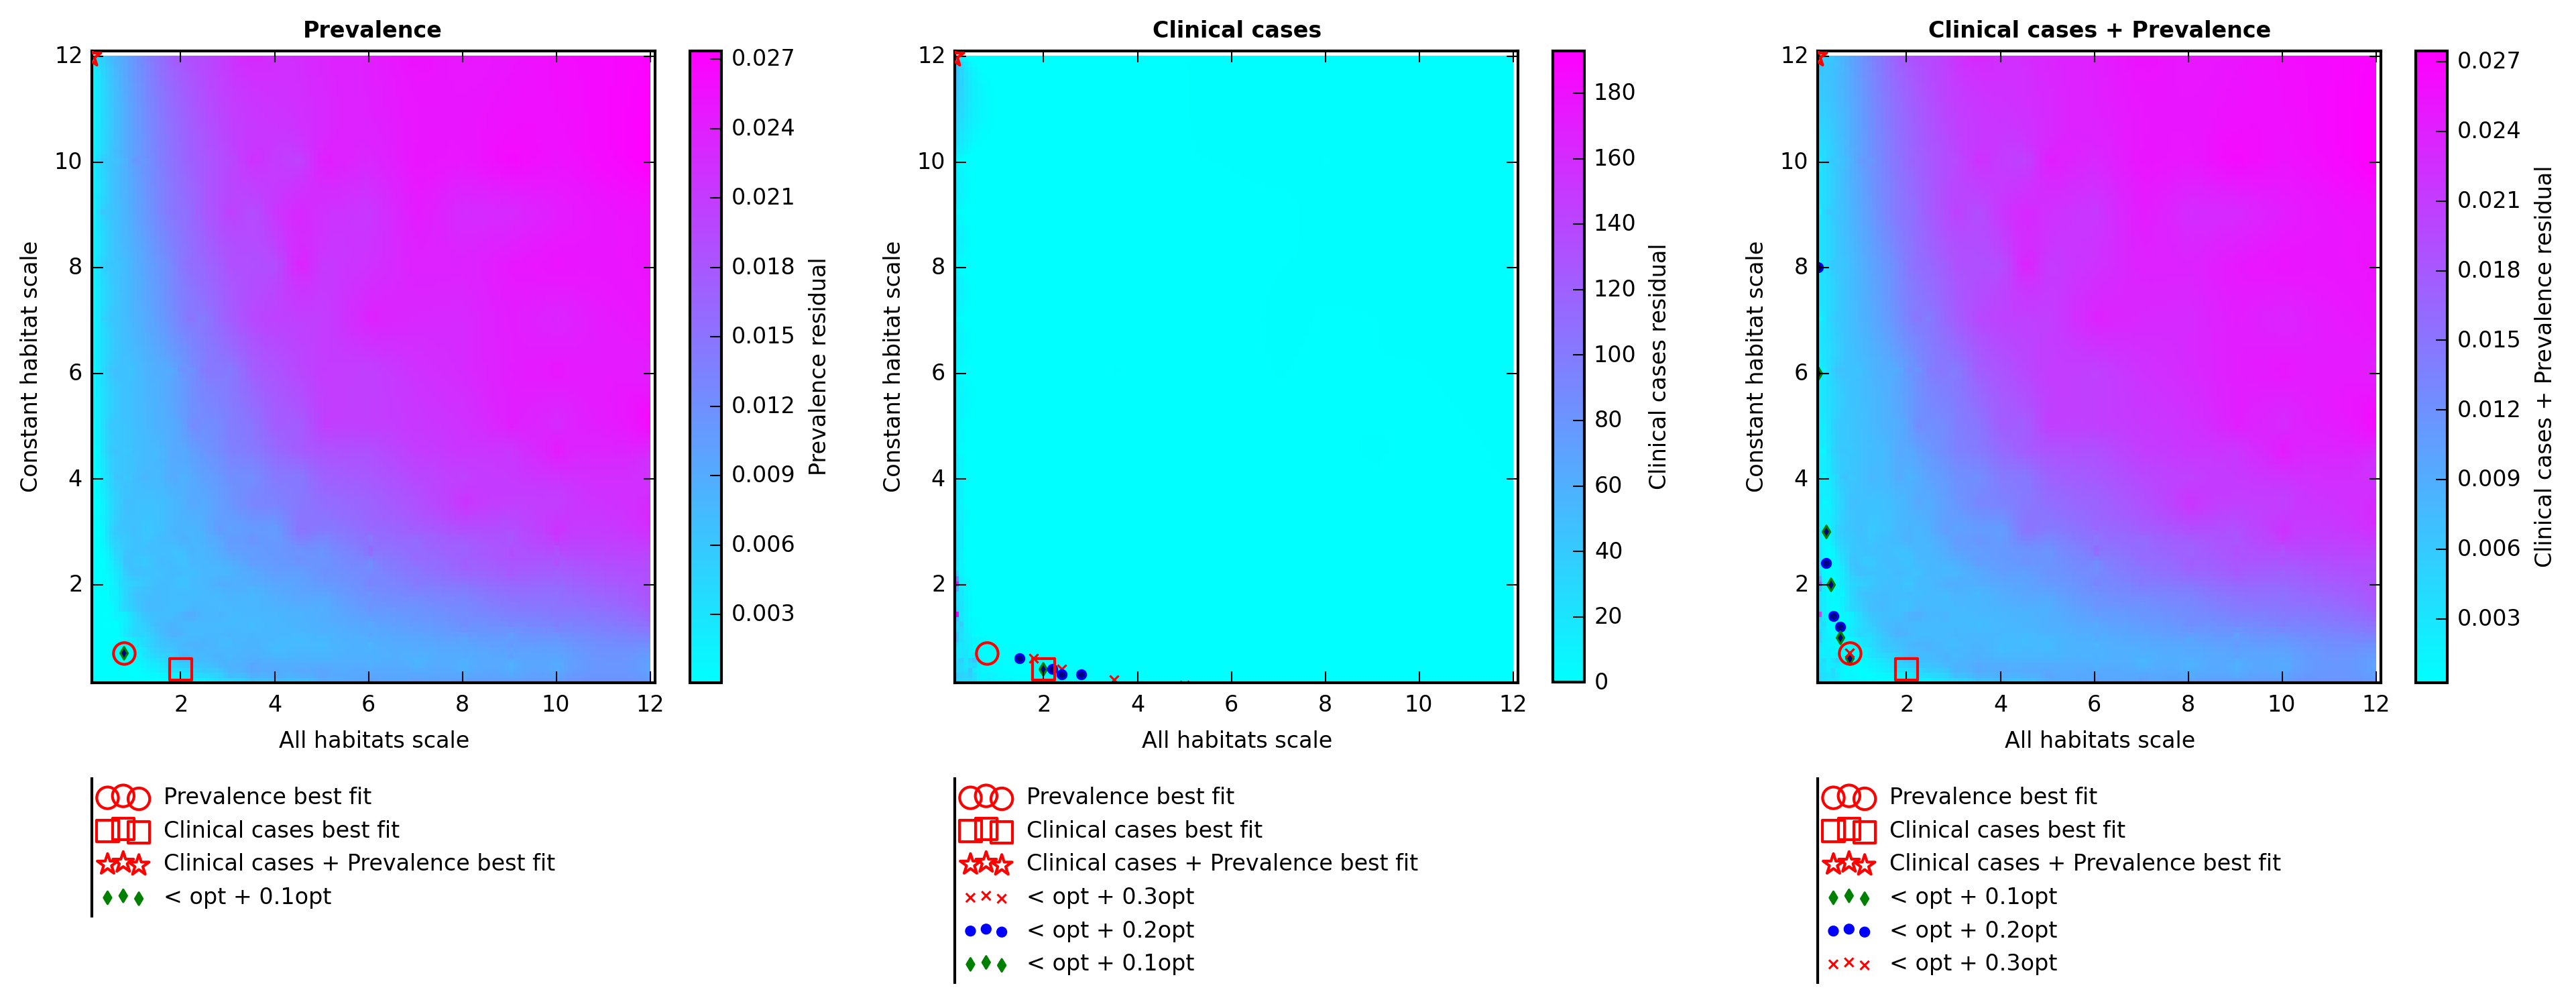 Prevalence
12
10
8
6
4
2
2 4 6 8 10 12
Constant habitat scale
All habitats scale
0.027
0.024
0.021
0.018
0.015
0.012
0.009
0.006
0.003
Prevalence residual
Prevalence best fit
Clinical cases best fit
Clinical cases + Prevalence best fit
< opt + 0.1opt
Clinical cases
12
10
8
6
4
2
2 4 6 8 10 12
Constant habitat scale
All habitats scale
180
160
140
120
100
80
60
40
20
0
Clinical cases residual
Prevalence best fit
Clinical cases best fit
Clinical cases + Prevalence best fit
< opt + 0.3opt
< opt + 0.2opt
< opt + 0.1opt
Clinical cases + Prevalence
12
10
8
6
4
2
2 4 6 8 10 12
Constant habitat scale
All habitats scale
0.027
0.024
0.021
0.018
0.015
0.012
0.009
0.006
0.003
Clinical cases + Prevalence residual
Prevalence best fit
Clinical cases best fit
Clinical cases + Prevalence best fit
< opt + 0.1opt
< opt + 0.2opt
< opt + 0.3opt